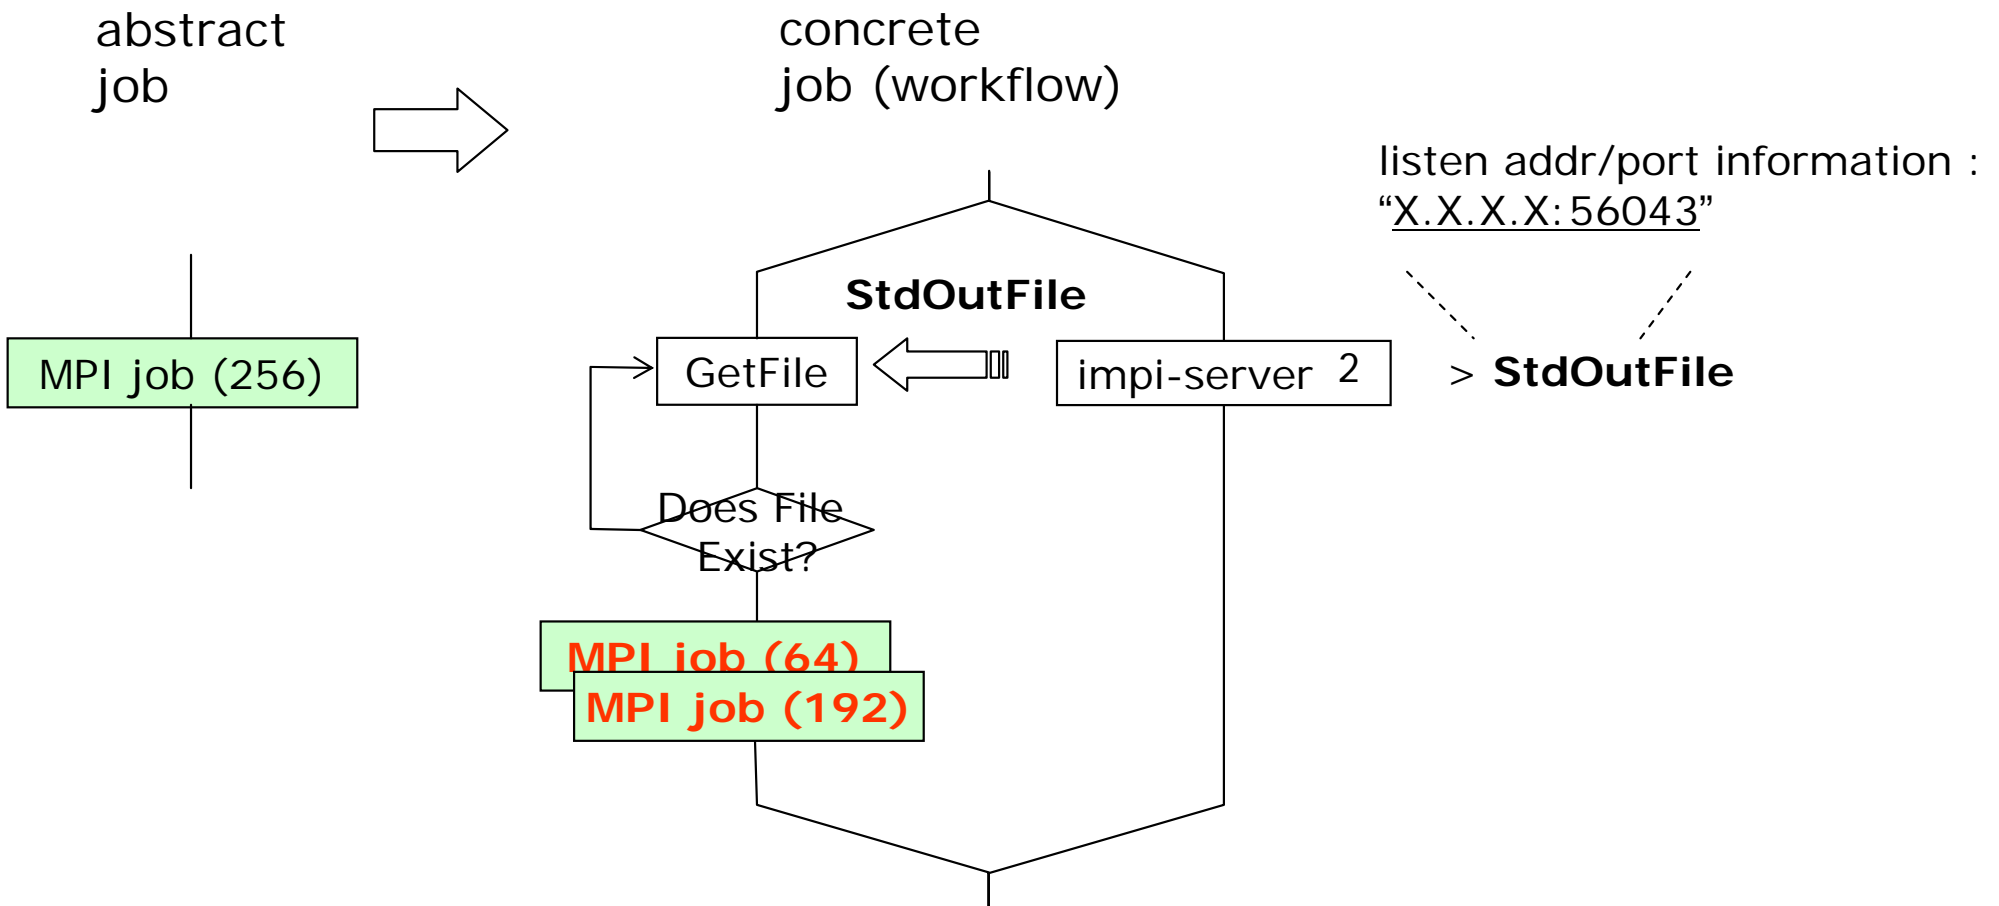 abstract
job
concrete
job (workflow)
listen addr/port information :
“X.X.X.X:56043”
StdOutFile
MPI job (256)
GetFile
impi-server 2
> StdOutFile
Does File
Exist?
MPI job (64)
MPI job (192)